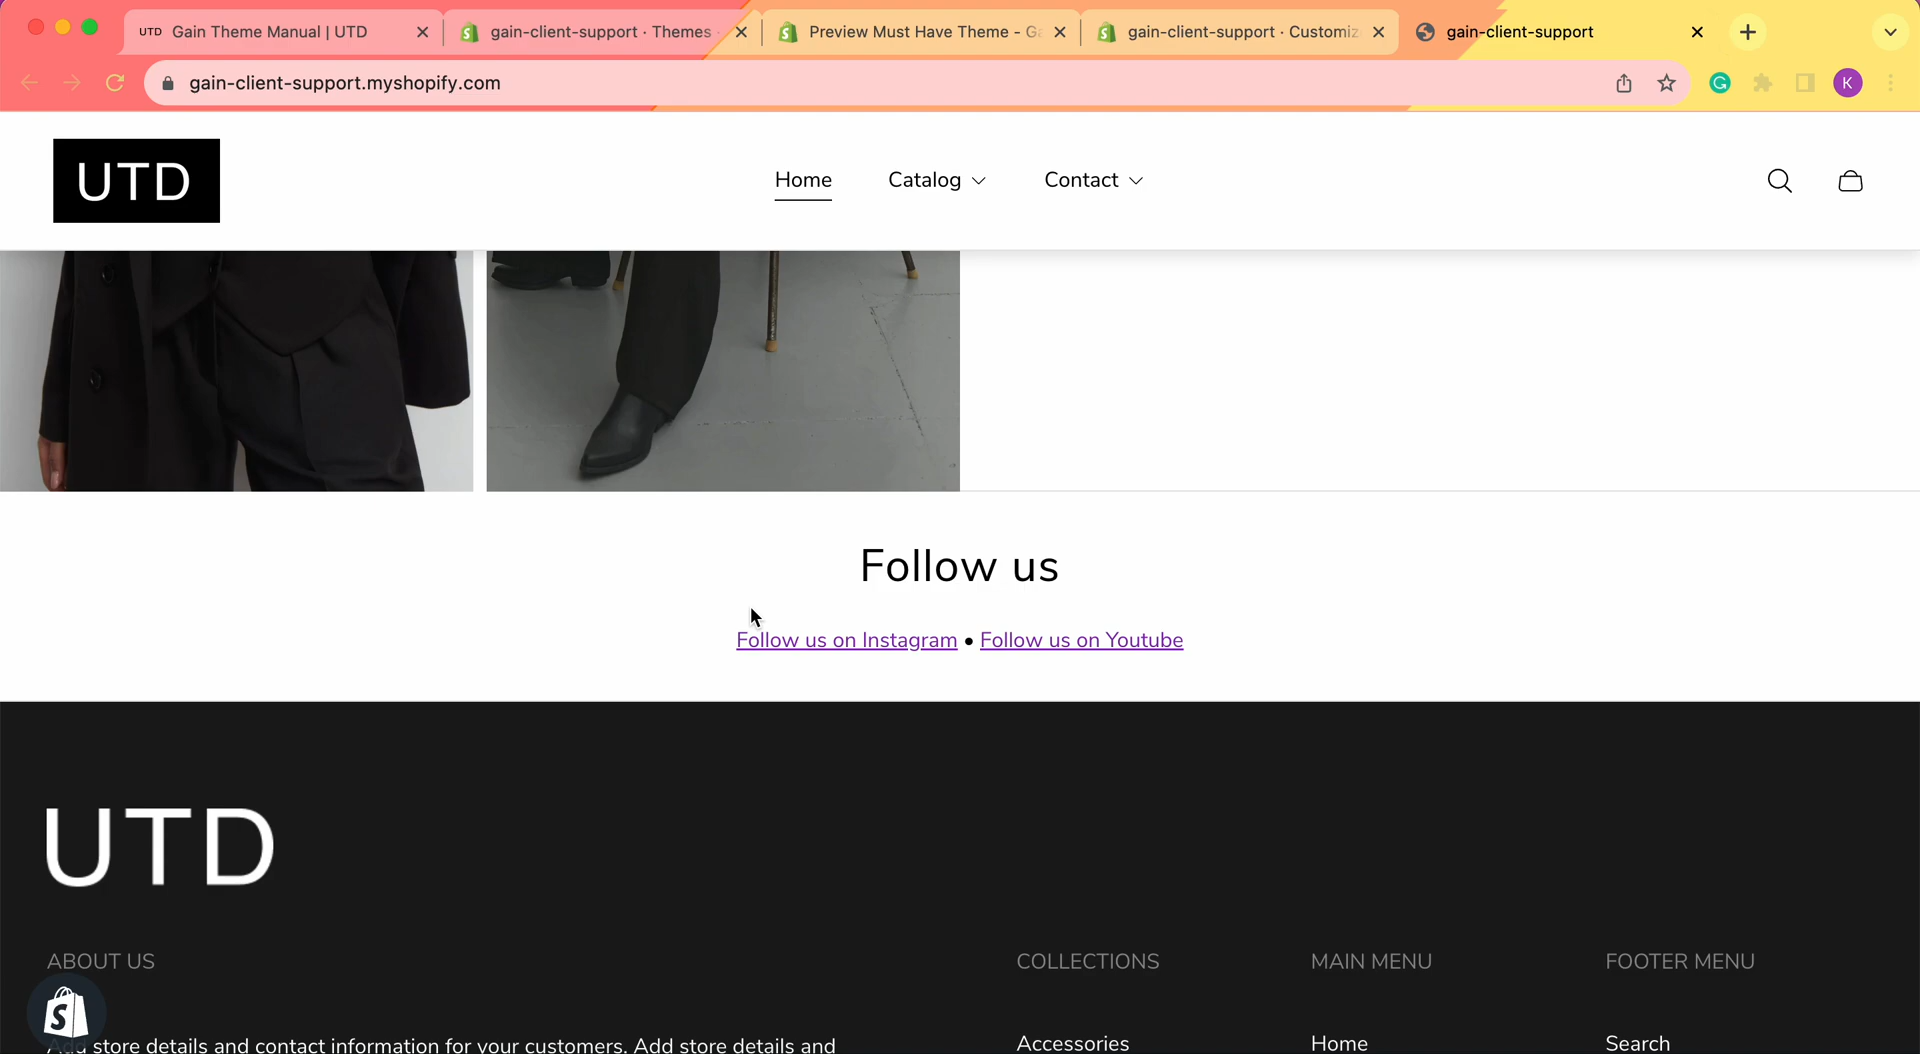 UTD Gain Theme Manual | UTD
gain-client-support · Themes ·
Preview Must Have Theme - Ga
gain-client-support · Customiz
gain-client-support
gain-client-support.myshopify.com
K
UTD
Home
Catalog
Contact
Follow us
Follow us on Instagram • Follow us on Youtube
UTD
ABOUT US
COLLECTIONS
MAIN MENU
FOOTER MENU
Add store details and contact information for your customers. Add store details and
Accessories
Home
Search